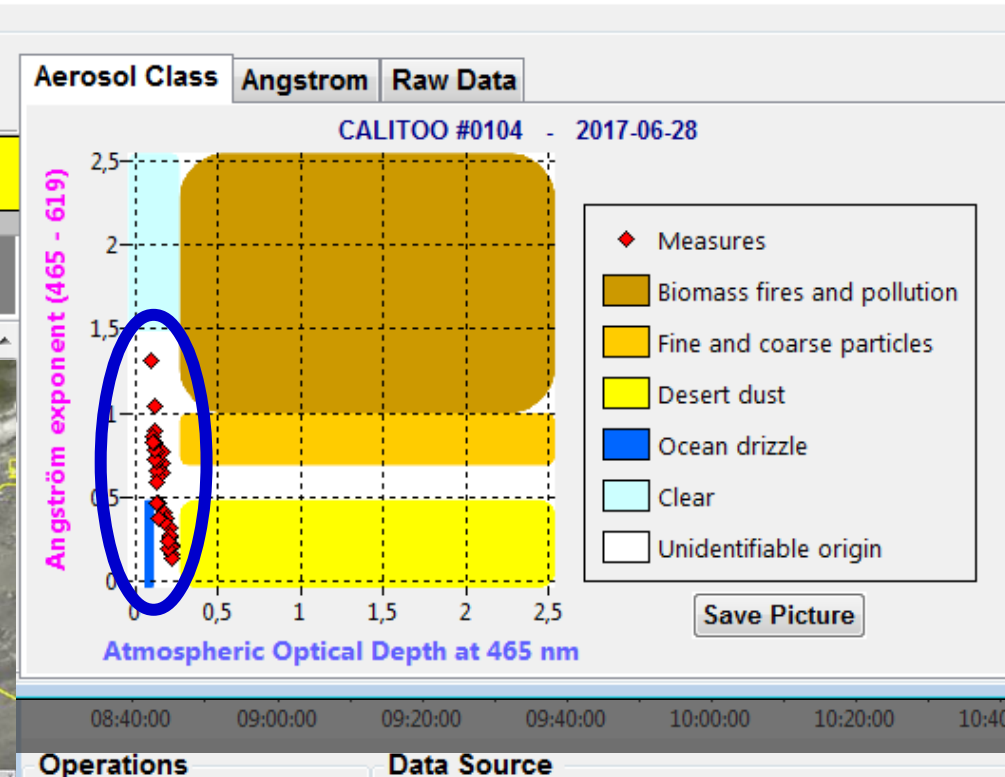 Aerosol Class Angstrom Raw Data
CALITOO #0104 - 2017-06-28
Angström exponent (465 - 619)
2,5
2
1,5
1
0,5
0
0 0,5 1 1,5 2 2,5
Atmospheric Optical Depth at 465 nm
Measures
Biomass fires and pollution
Fine and coarse particles
Desert dust
Ocean drizzle
Clear
Unidentifiable origin
Save Picture
08:40:00 09:00:00 09:20:00 09:40:00 10:00:00 10:20:00 10:40
Operations Data Source